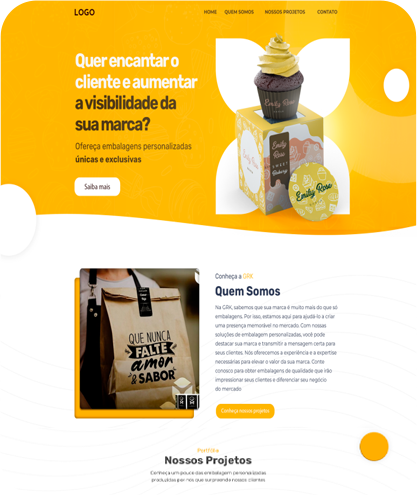 LOGO
HOME QUEM SOMOS NOSSOS PROJETOS CONTATO
Quer encantar o
cliente e aumentar
a visibilidade da
sua marca?
Ofereça embalagens personalizadas
únicas e exclusivas
Saiba mais
Emily Rose
Emily
Rose
SWEET
Emily Rose
Conheça a GRK
Quem Somos
Na GRK, sabemos que sua marca é muito mais do que só
embalagens. Por isso, estamos aqui para ajudá-lo a criar
uma presença memorável no mercado. Com nossas
soluções de embalagem personalizadas, você pode
destacar sua marca e transmitir a mensagem certa para
seus clientes. Nós oferecemos a experiência e a expertise
necessárias para elevar o valor da sua marca. Conte
conosco para obter embalagens de qualidade que irão
impressionar seus clientes e diferenciar seu negócio
do mercado
Conheça nossos projetos
QUE NUNCA
FALTE
amor
& SABOR
Portfólio
Nossos Projetos
Conheça um pouco das embalagem personalizadas
produzidas por nós que surpreende nossos clientes